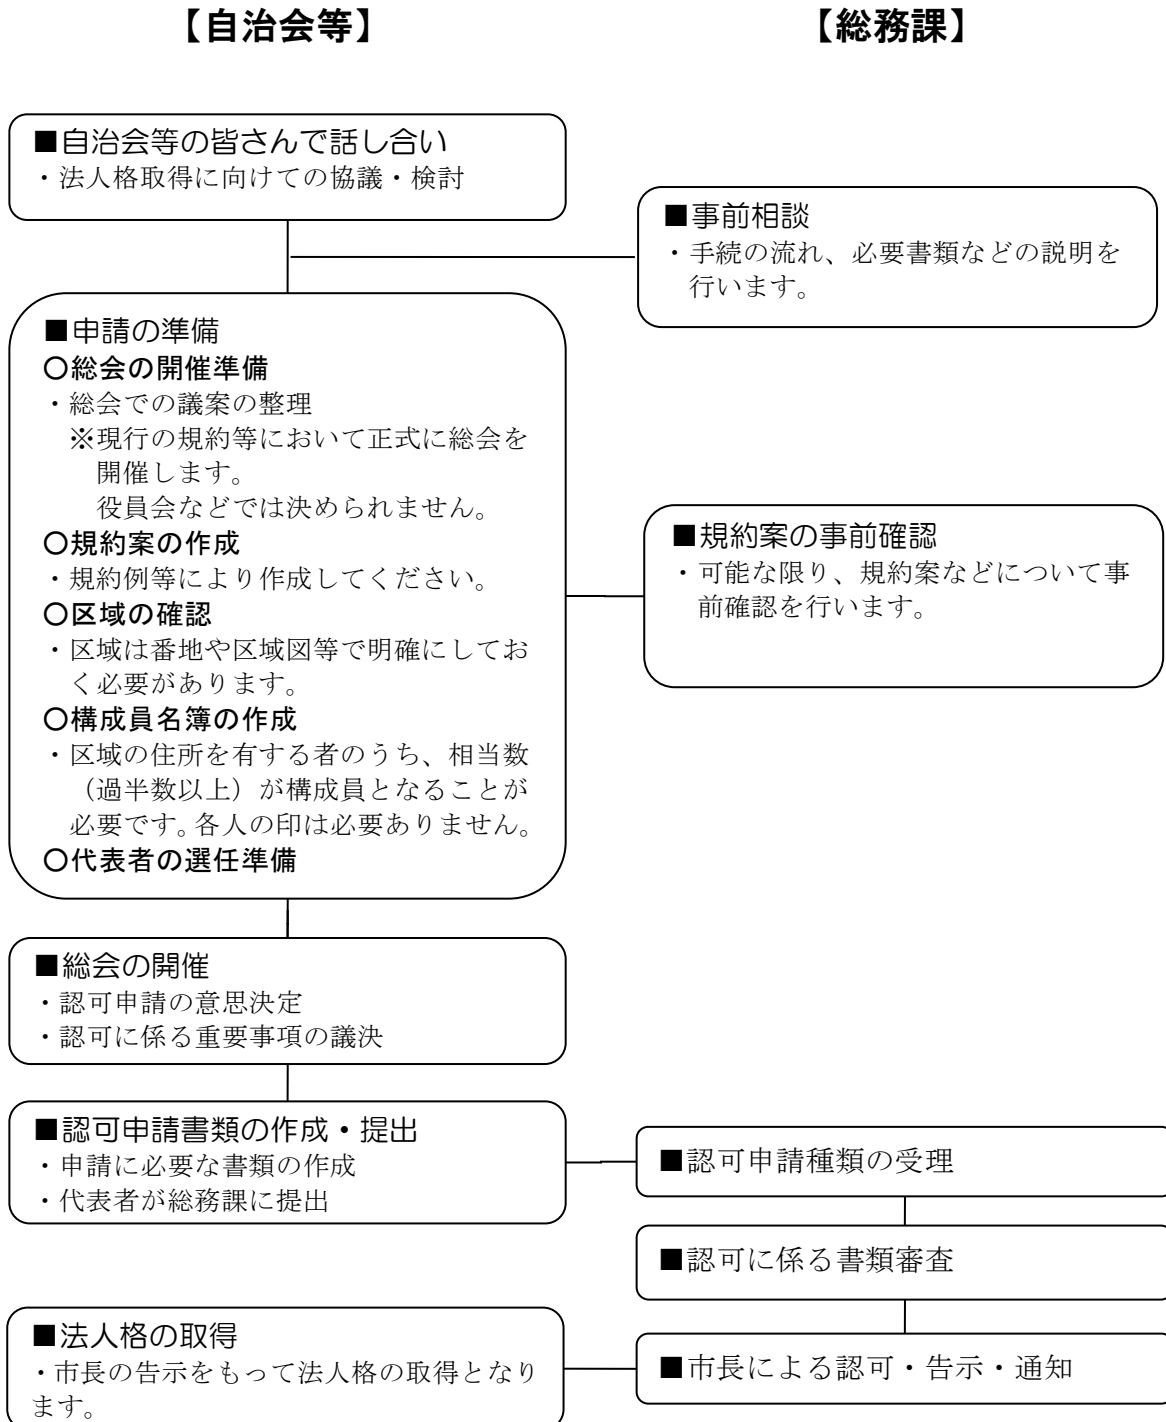 【自治会等】
【総務課】
■自治会等の皆さんで話し合い
・法人格取得に向けての協議・検討
■事前相談
・手続の流れ、必要書類などの説明を
行います。
■申請の準備
〇総会の開催準備
・総会での議案の整理
※現行の規約等において正式に総会を
開催します。
役員会などでは決められません。
〇規約案の作成
・規約例等により作成してください。
〇区域の確認
・区域は番地や区域図等で明確にしてお
く必要があります。
〇構成員名簿の作成
・区域の住所を有する者のうち、相当数
（過半数以上）が構成員となることが
必要です。各人の印は必要ありません。
〇代表者の選任準備
■規約案の事前確認
・可能な限り、規約案などについて事
前確認を行います。
■総会の開催
・認可申請の意思決定
・認可に係る重要事項の議決
■認可申請書類の作成・提出
・申請に必要な書類の作成
・代表者が総務課に提出
■認可申請種類の受理
■認可に係る書類審査
■市長による認可・告示・通知
■法人格の取得
・市長の告示をもって法人格の取得となり
ます。